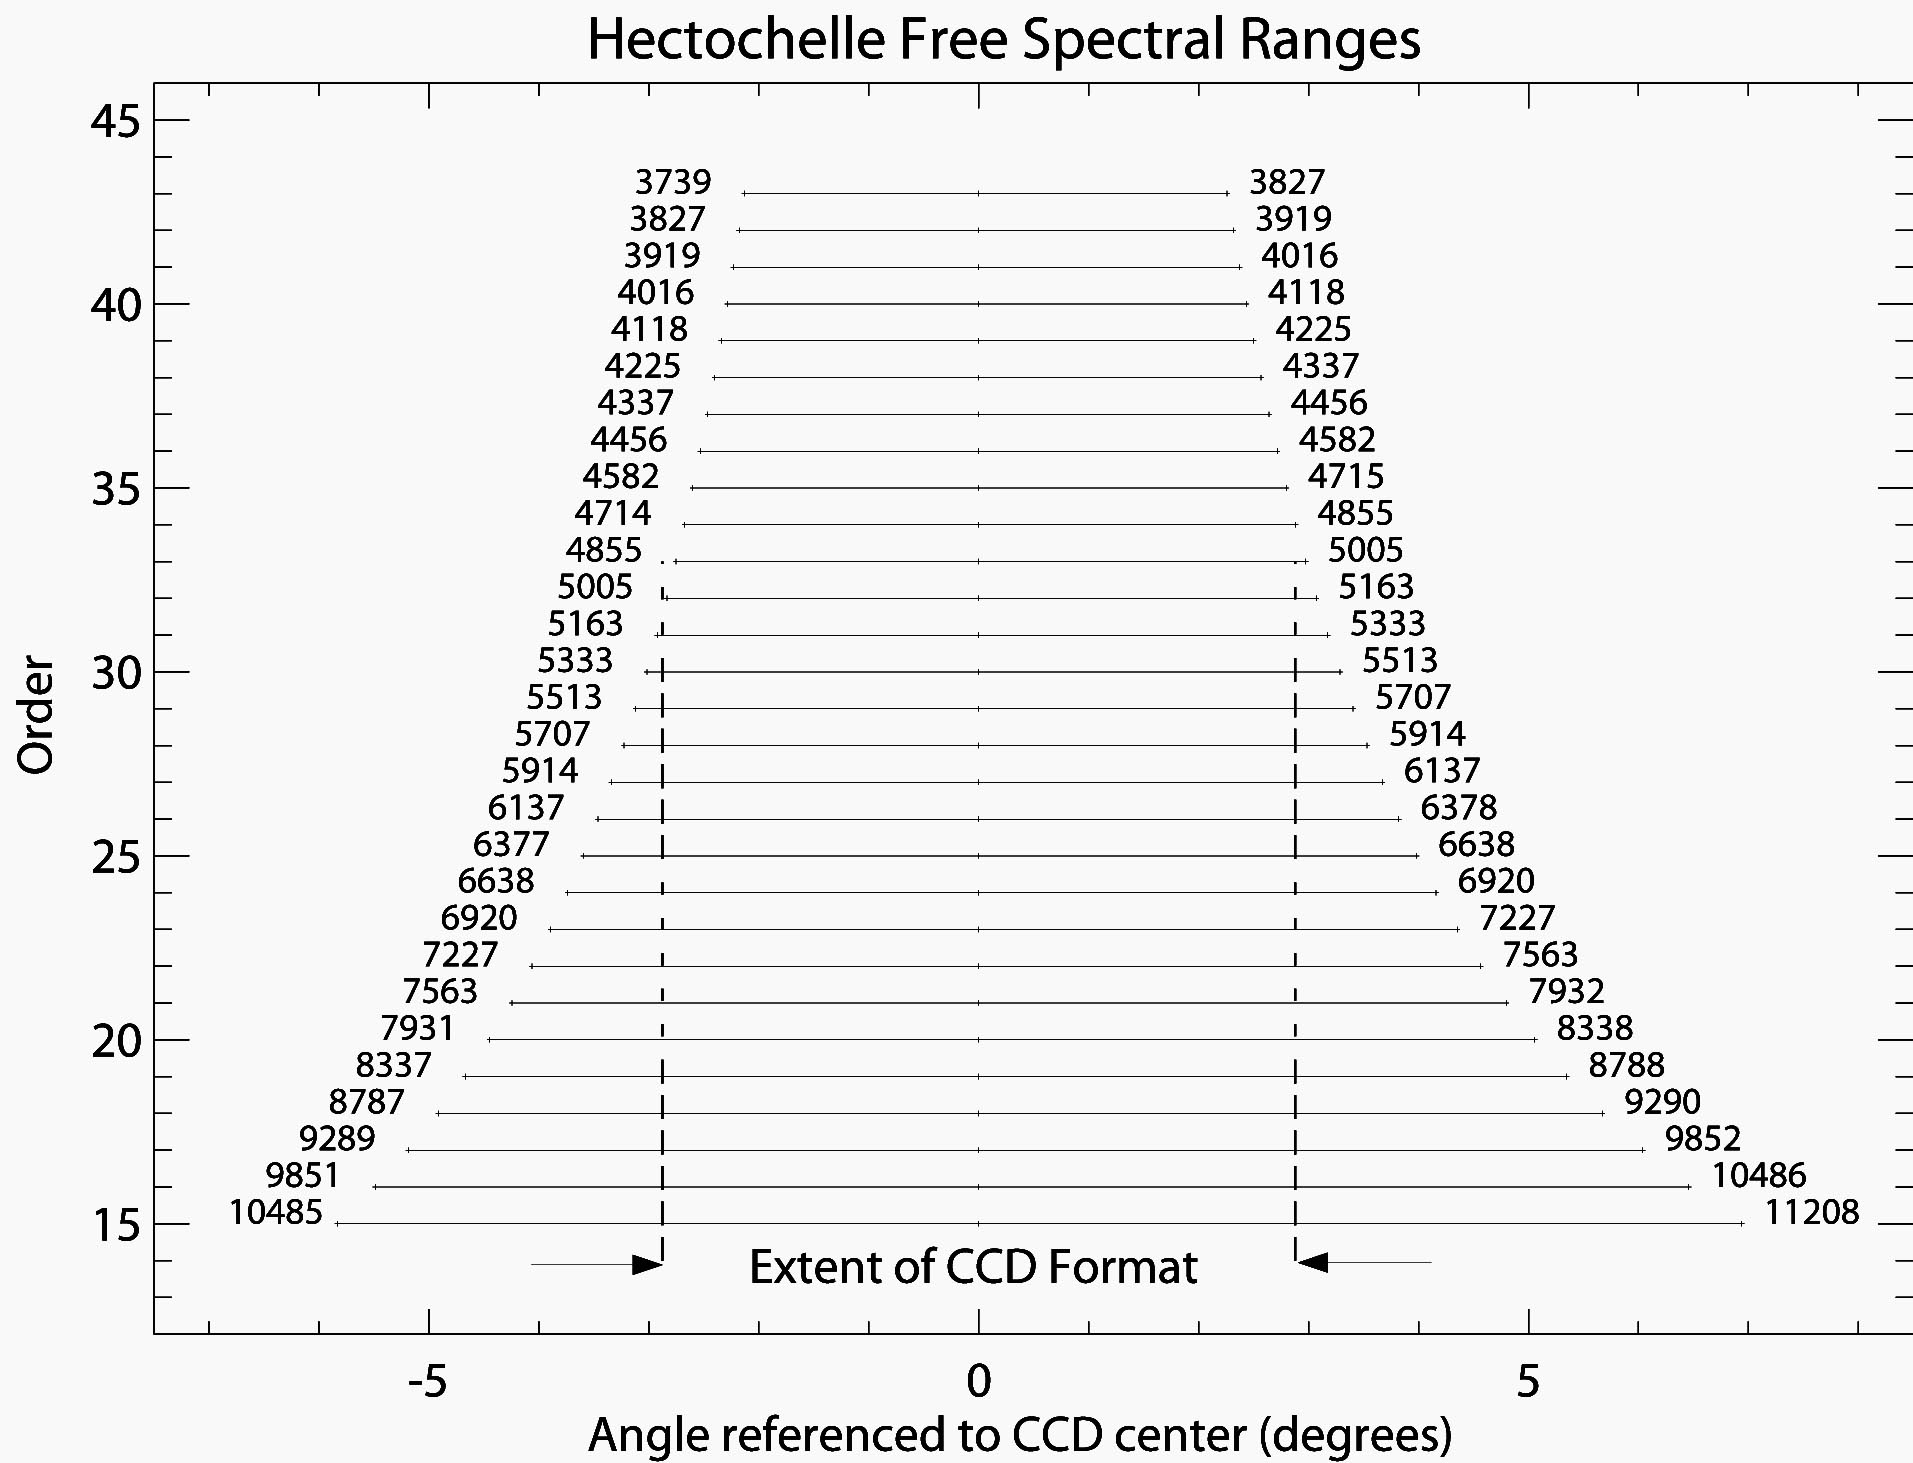 Hectochelle Free Spectral Ranges
45
3739 3827
3827 3919
3919 4016
40 4016 4118
4118 4225
4225 4337
4337 4456
4456 4582
35 4582 4715
4714 4855
4855 5005
5005 5163
5163 5333
30 5333 5513
5513 5707
5707 5914
5914 6137
6137 6378
25 6377 6638
6638 6920
6920 7227
7227 7563
7563 7932
20 7931 8338
8337 8788
8787 9290
9289 9852
9851 10486
15 10485 11208
Extent of CCD Format
Order
-5 0 5
Angle referenced to CCD center (degrees)